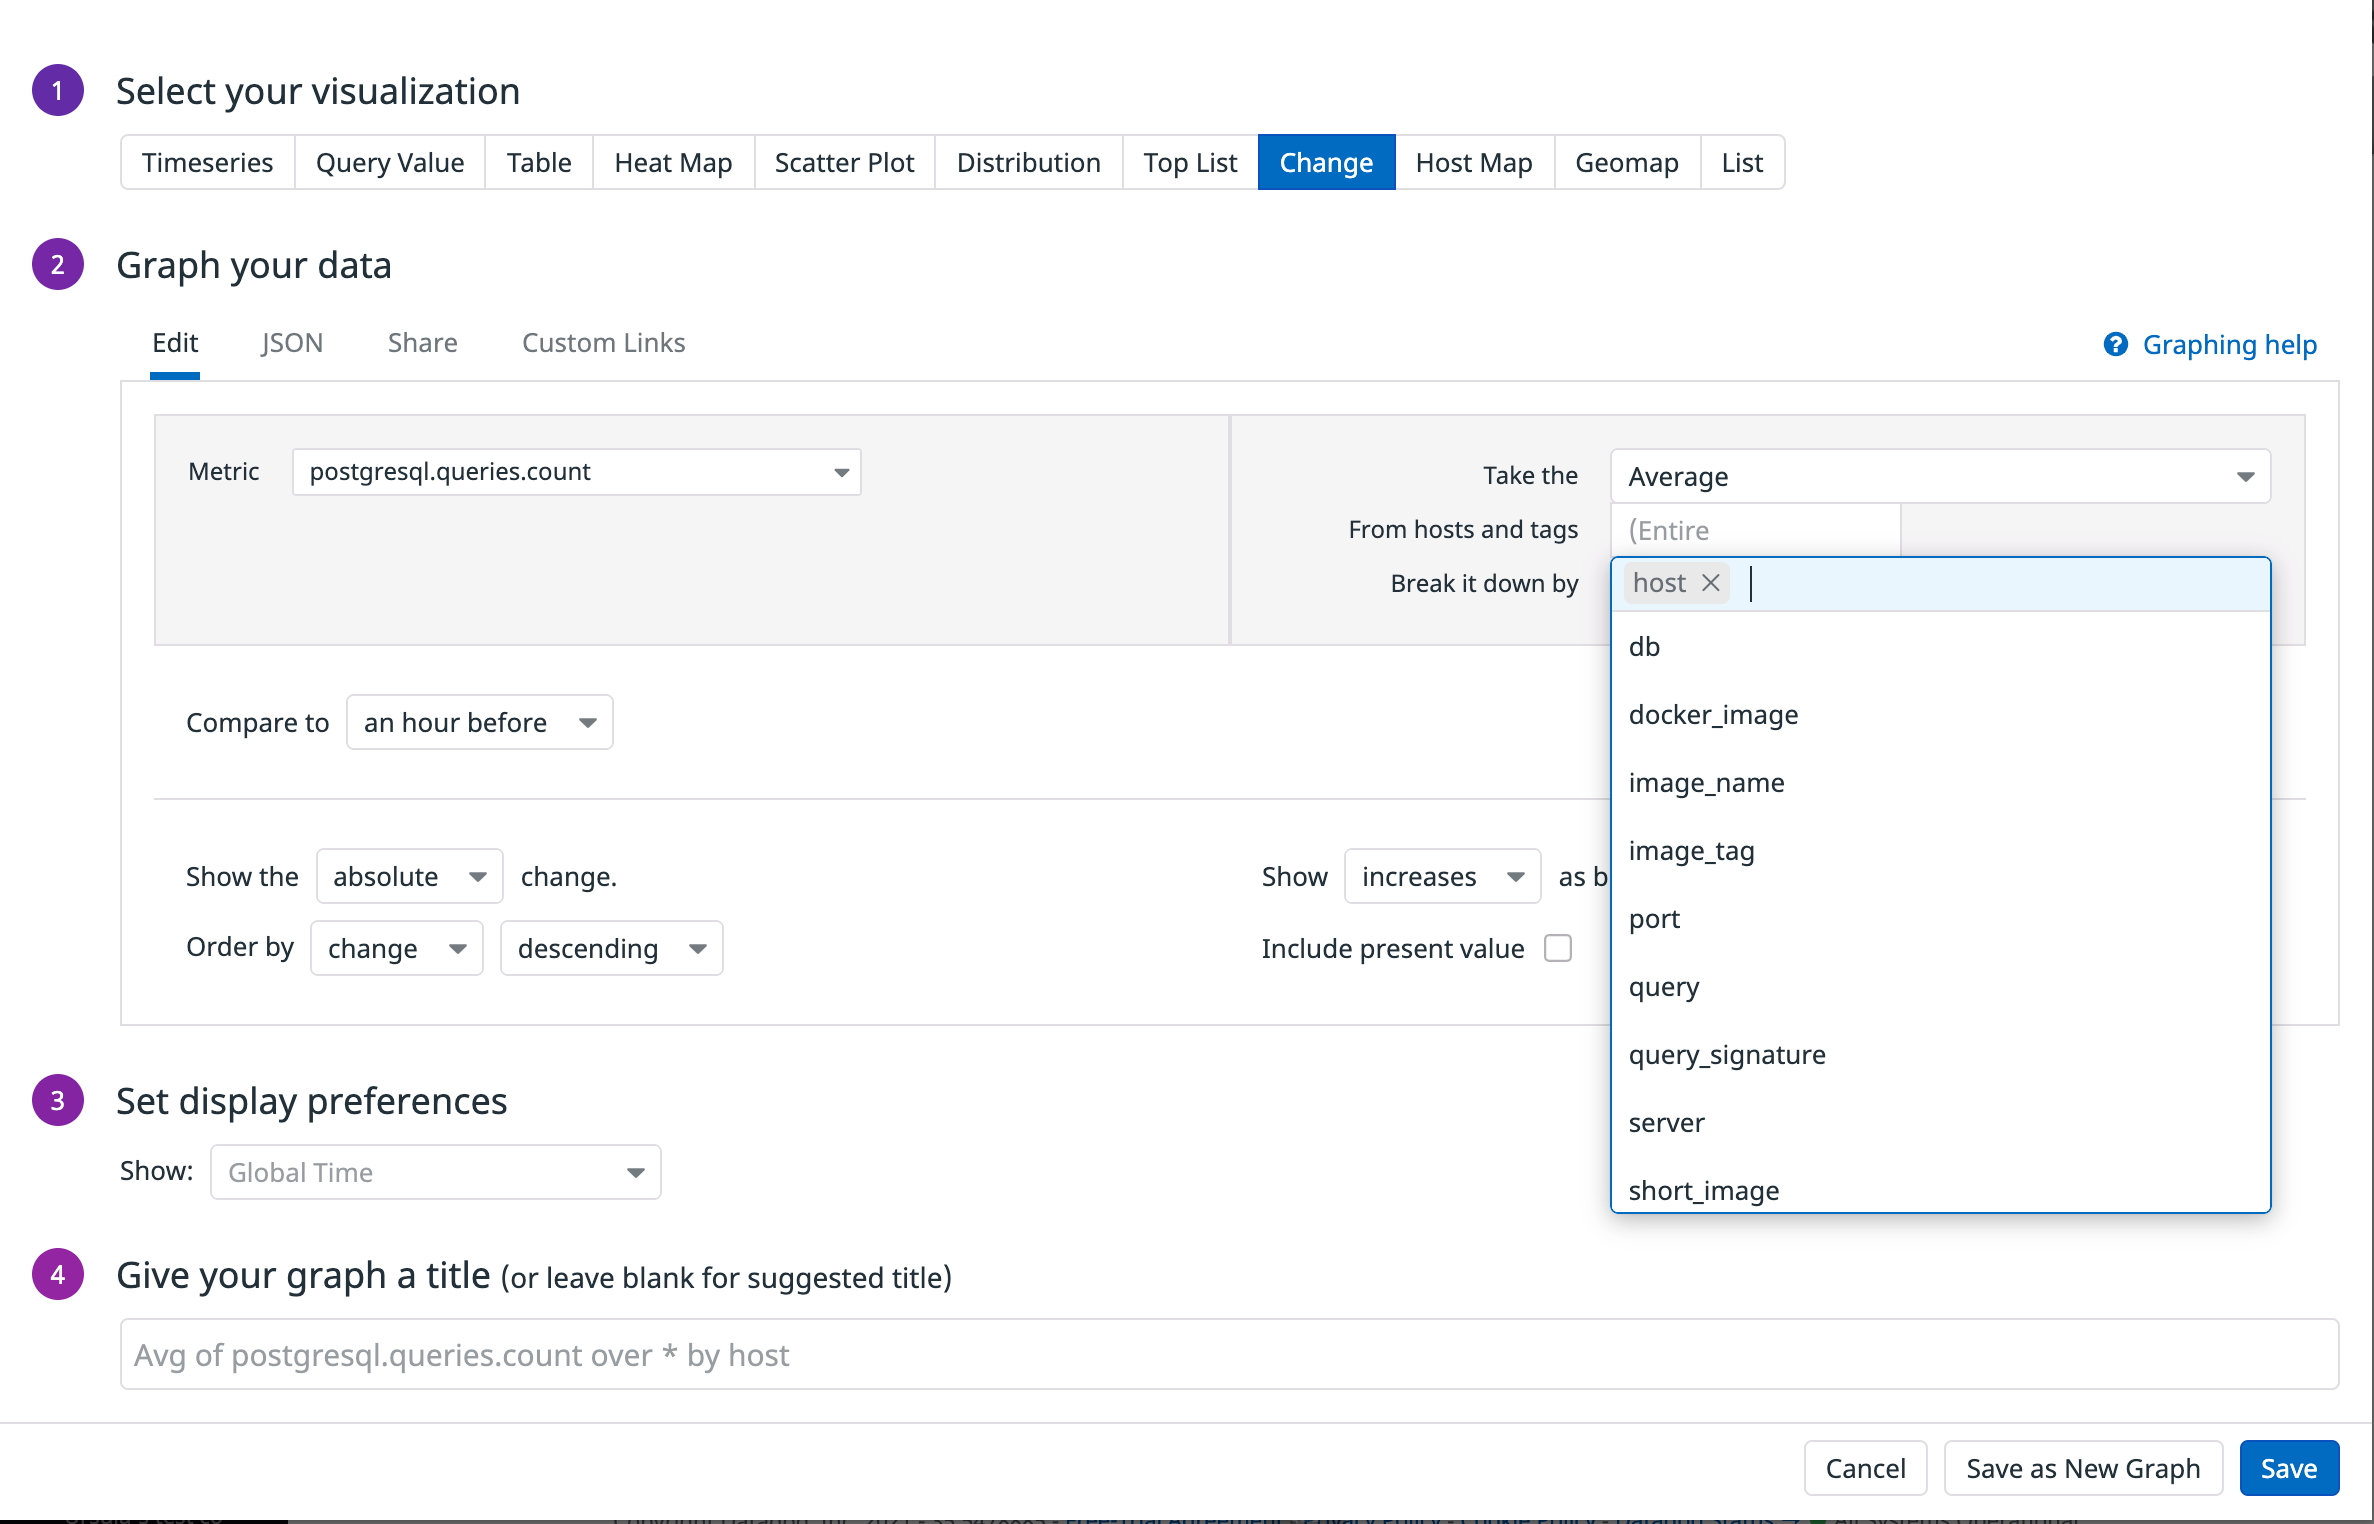 1 Select your visualization
Timeseries Query Value Table Heat Map Scatter Plot Distribution Top List Change Host Map Geomap List
2 Graph your data
Edit JSON Share Custom Links Graphing help
Metric postgresql.queries.count
Take the Average
From hosts and tags (Entire
Break it down by host
db
docker_image
image_name
image_tag
port
query
query_signature
server
short_image
Compare to an hour before
Show the absolute change. Show increases as b
Order by change descending Include present value
3 Set display preferences
Show: Global Time
4 Give your graph a title (or leave blank for suggested title)
Avg of postgresql.queries.count over * by host
Cancel Save as New Graph Save